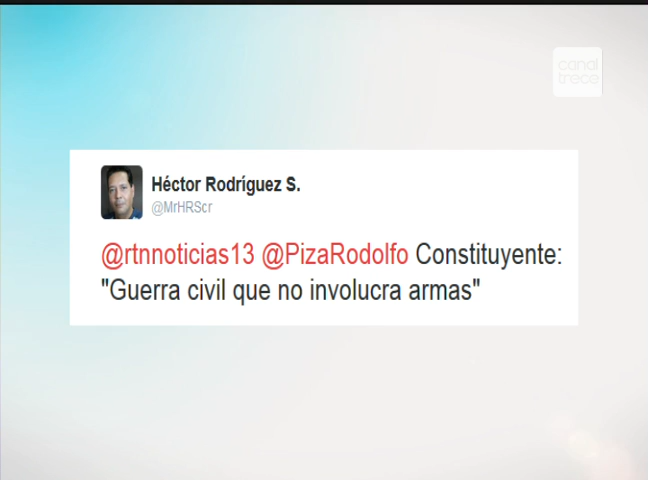 canal
trece
Héctor Rodríguez S.
@MrHRScr
@rtnnoticias13 @PizaRodolfo Constituyente:
"Guerra civil que no involucra armas"